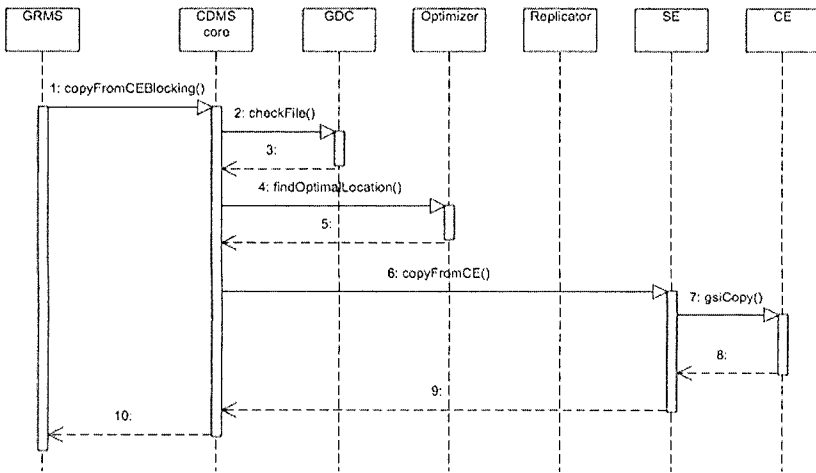 GRMS
CDMS
core
GDC
Optimizer
Replicator
SE
CE
1: copyFromCEBlocking()
2: checkFile()
3:
4: findOptimalLocation()
5:
6: copyFromCE()
7: gsiCopy()
8:
9:
10: